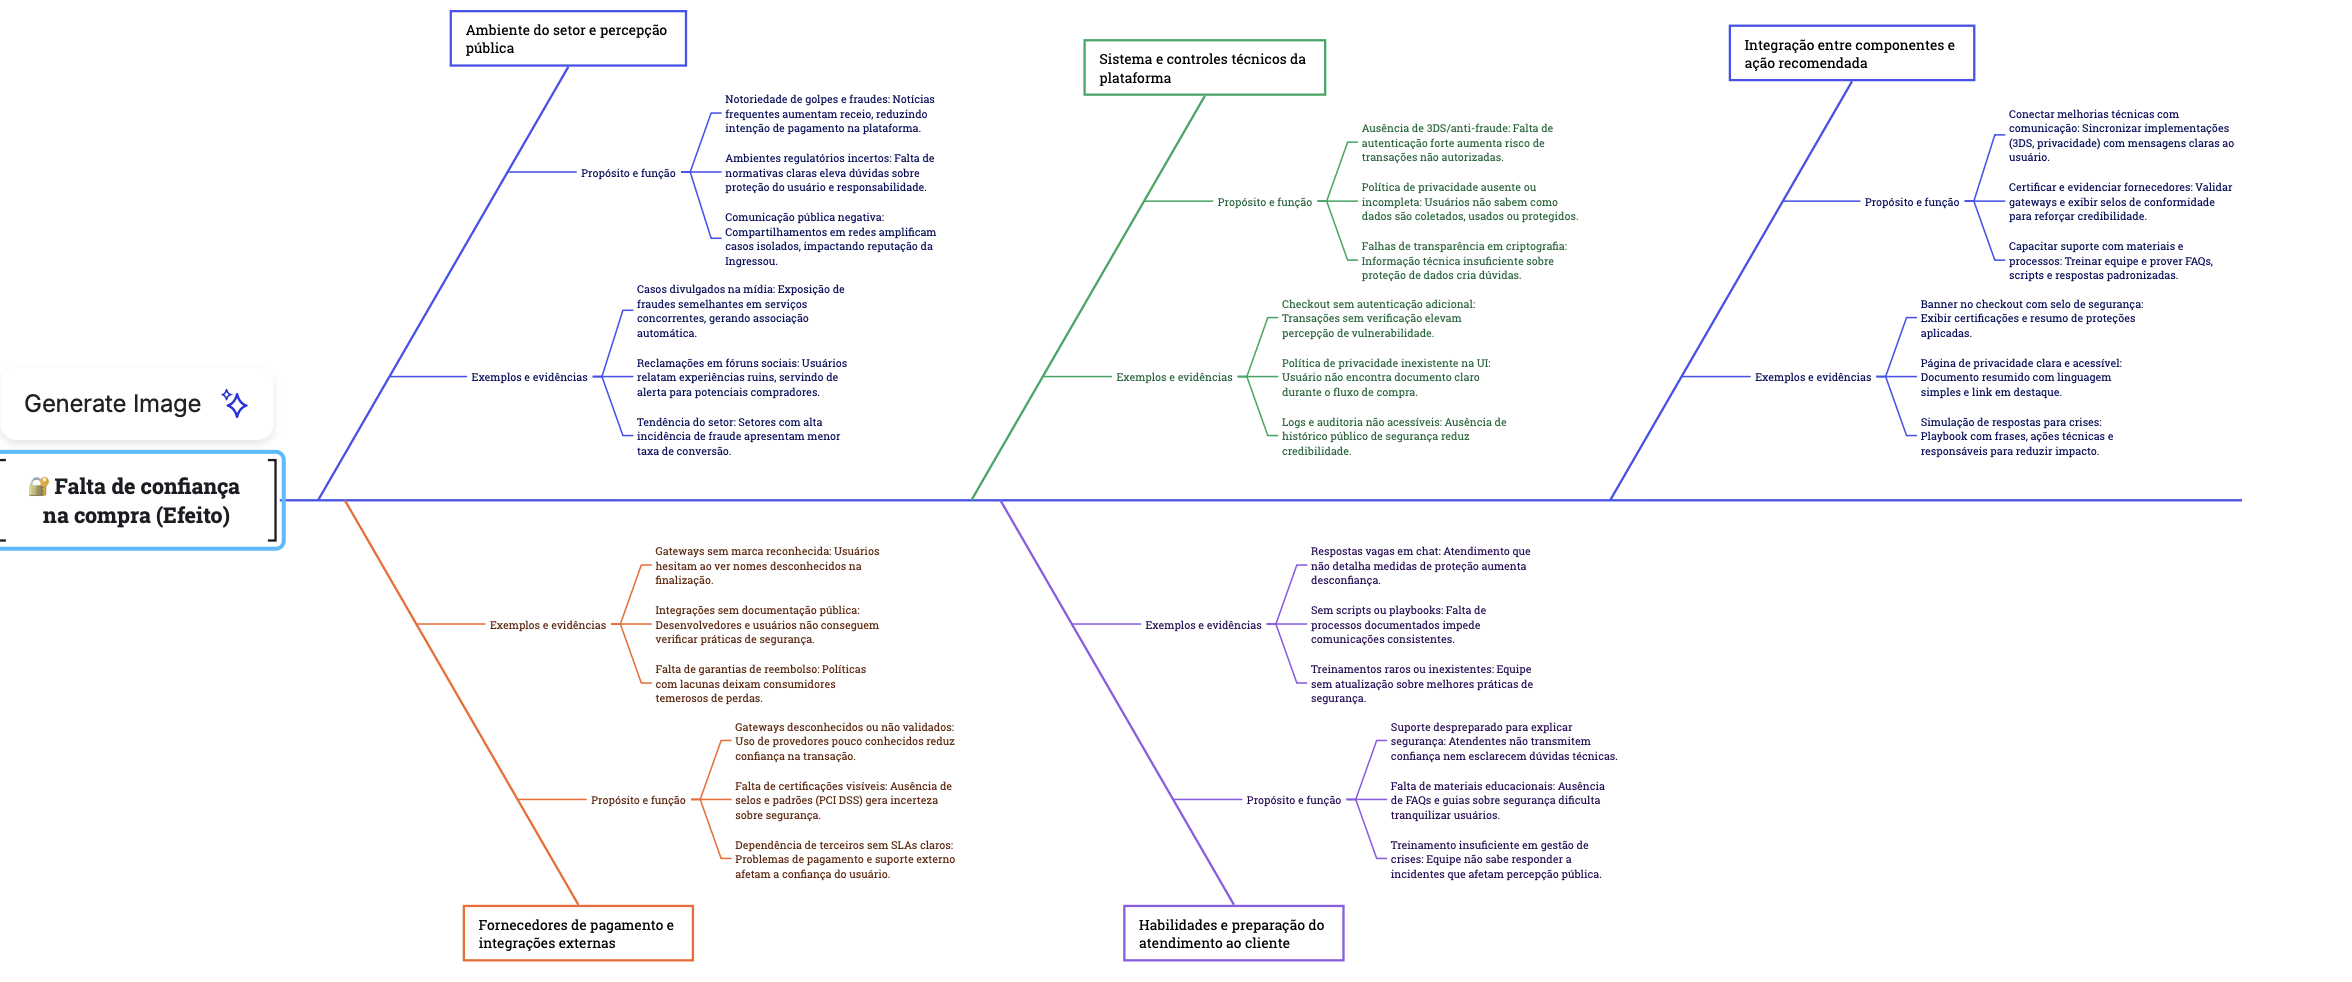 Ambiente do setor e percepção
pública
Propósito e função
Notoriedade de golpes e fraudes: Notícias
frequentes aumentam receio, reduzindo
intenção de pagamento na plataforma.
Ambientes regulatórios incertos: Falta de
normativas claras eleva dúvidas sobre
proteção do usuário e responsabilidade.
Comunicação pública negativa:
Compartilhamentos em redes amplificam
casos isolados, impactando reputação da
Ingressou.
Exemplos e evidências
Casos divulgados na mídia: Exposição de
fraudes semelhantes em serviços
concorrentes, gerando associação
automática.
Reclamações em fóruns sociais: Usuários
relatam experiências ruins, servindo de
alerta para potenciais compradores.
Tendência do setor: Setores com alta
incidência de fraude apresentam menor
taxa de conversão.
Sistema e controles técnicos da
plataforma
Propósito e função
Ausência de 3DS/anti-fraude: Falta de
autenticação forte aumenta risco de
transações não autorizadas.
Política de privacidade ausente ou
incompleta: Usuários não sabem como
dados são coletados, usados ou protegidos.
Falhas de transparência em criptografia:
Informação técnica insuficiente sobre
proteção de dados cria dúvidas.
Exemplos e evidências
Checkout sem autenticação adicional:
Transações sem verificação elevam
percepção de vulnerabilidade.
Política de privacidade inexistente na UI:
Usuário não encontra documento claro
durante o fluxo de compra.
Logs e auditoria não acessíveis: Ausência de
histórico público de segurança reduz
credibilidade.
Integração entre componentes e
ação recomendada
Propósito e função
Conectar melhorias técnicas com
comunicação: Sincronizar implementações
(3DS, privacidade) com mensagens claras ao
usuário.
Certificar e evidenciar fornecedores: Validar
gateways e exibir selos de conformidade
para reforçar credibilidade.
Capacitar suporte com materiais e
processos: Treinar equipe e prover FAQs,
scripts e respostas padronizadas.
Exemplos e evidências
Banner no checkout com selo de segurança:
Exibir certificações e resumo de proteções
aplicadas.
Página de privacidade clara e acessível:
Documento resumido com linguagem
simples e link em destaque.
Simulação de respostas para crises:
Playbook com frases, ações técnicas e
responsáveis para reduzir impacto.
Generate Image
🔐 Falta de confiança
na compra (Efeito)
Exemplos e evidências
Gateways sem marca reconhecida: Usuários
hesitam ao ver nomes desconhecidos na
finalização.
Integrações sem documentação pública:
Desenvolvedores e usuários não conseguem
verificar práticas de segurança.
Falta de garantias de reembolso: Políticas
com lacunas deixam consumidores
temerosos de perdas.
Propósito e função
Gateways desconhecidos ou não validados:
Uso de provedores pouco conhecidos reduz
confiança na transação.
Falta de certificações visíveis: Ausência de
selos e padrões (PCI DSS) gera incerteza
sobre segurança.
Dependência de terceiros sem SLAs claros:
Problemas de pagamento e suporte externo
afetam a confiança do usuário.
Fornecedores de pagamento e
integrações externas
Exemplos e evidências
Respostas vagas em chat: Atendimento que
não detalha medidas de proteção aumenta
desconfiança.
Sem scripts ou playbooks: Falta de
processos documentados impede
comunicações consistentes.
Treinamentos raros ou inexistentes: Equipe
sem atualização sobre melhores práticas de
segurança.
Propósito e função
Suporte despreparado para explicar
segurança: Atendentes não transmitem
confiança nem esclarecem dúvidas técnicas.
Falta de materiais educacionais: Ausência
de FAQs e guias sobre segurança dificulta
tranquilizar usuários.
Treinamento insuficiente em gestão de
crises: Equipe não sabe responder a
incidentes que afetam percepção pública.
Habilidades e preparação do
atendimento ao cliente